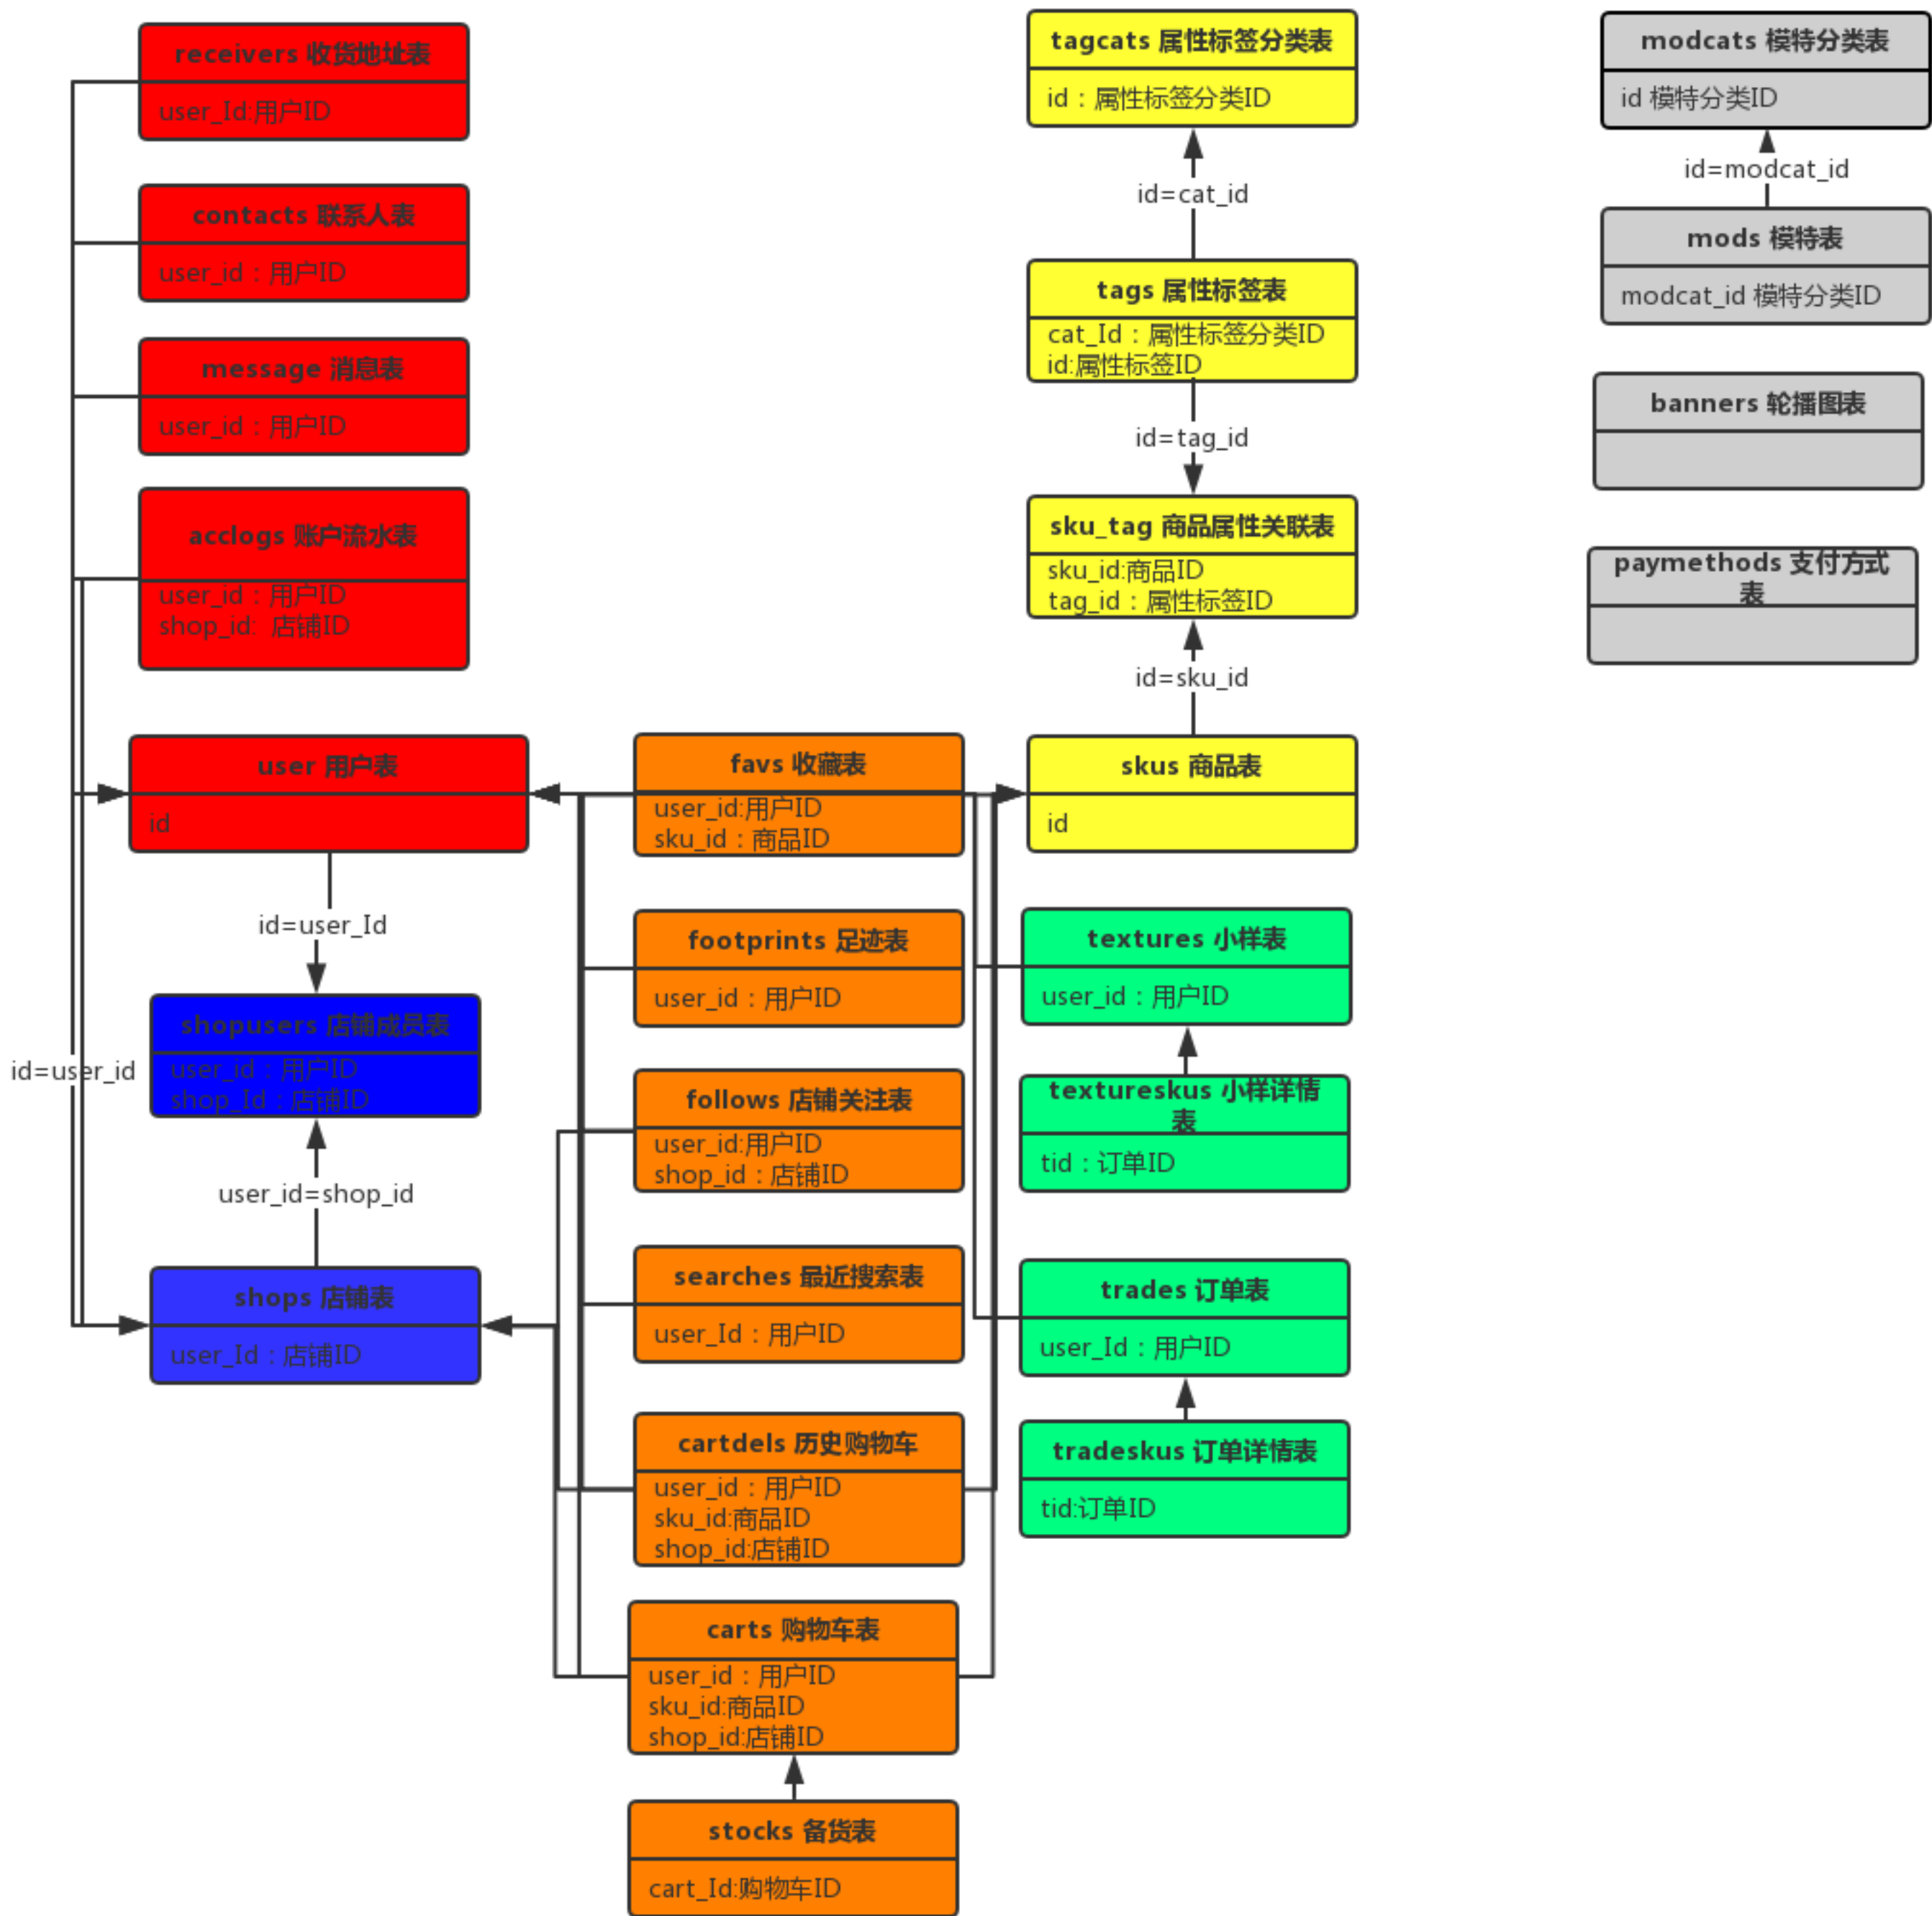 receivers 收货地址表
user_Id:用户ID
contacts 联系人表
user_id：用户ID
message 消息表
user_id：用户ID
acclogs 账户流水表
user_id：用户ID
shop_id: 店铺ID
user 用户表
id
id=user_Id
shopusers 店铺成员表
user_id：用户ID
shop_Id：店铺ID
id=user_id
user_id=shop_id
shops 店铺表
user_Id：店铺ID
favs 收藏表
user_id:用户ID
sku_id：商品ID
footprints 足迹表
user_id：用户ID
follows 店铺关注表
user_id:用户ID
shop_id：店铺ID
searches 最近搜索表
user_Id：用户ID
cartdels 历史购物车
user_id：用户ID
sku_id:商品ID
shop_id:店铺ID
carts 购物车表
user_id：用户ID
sku_id:商品ID
shop_id:店铺ID
stocks 备货表
cart_Id:购物车ID
tagcats 属性标签分类表
id：属性标签分类ID
id=cat_id
tags 属性标签表
cat_Id：属性标签分类ID
id:属性标签ID
id=tag_id
sku_tag 商品属性关联表
sku_id:商品ID
tag_id：属性标签ID
id=sku_id
skus 商品表
id
textures 小样表
user_id：用户ID
textureskus 小样详情
表
tid：订单ID
trades 订单表
user_Id：用户ID
tradeskus 订单详情表
tid:订单ID
modcats 模特分类表
id 模特分类ID
id=modcat_id
mods 模特表
modcat_id 模特分类ID
banners 轮播图表
paymethods 支付方式
表